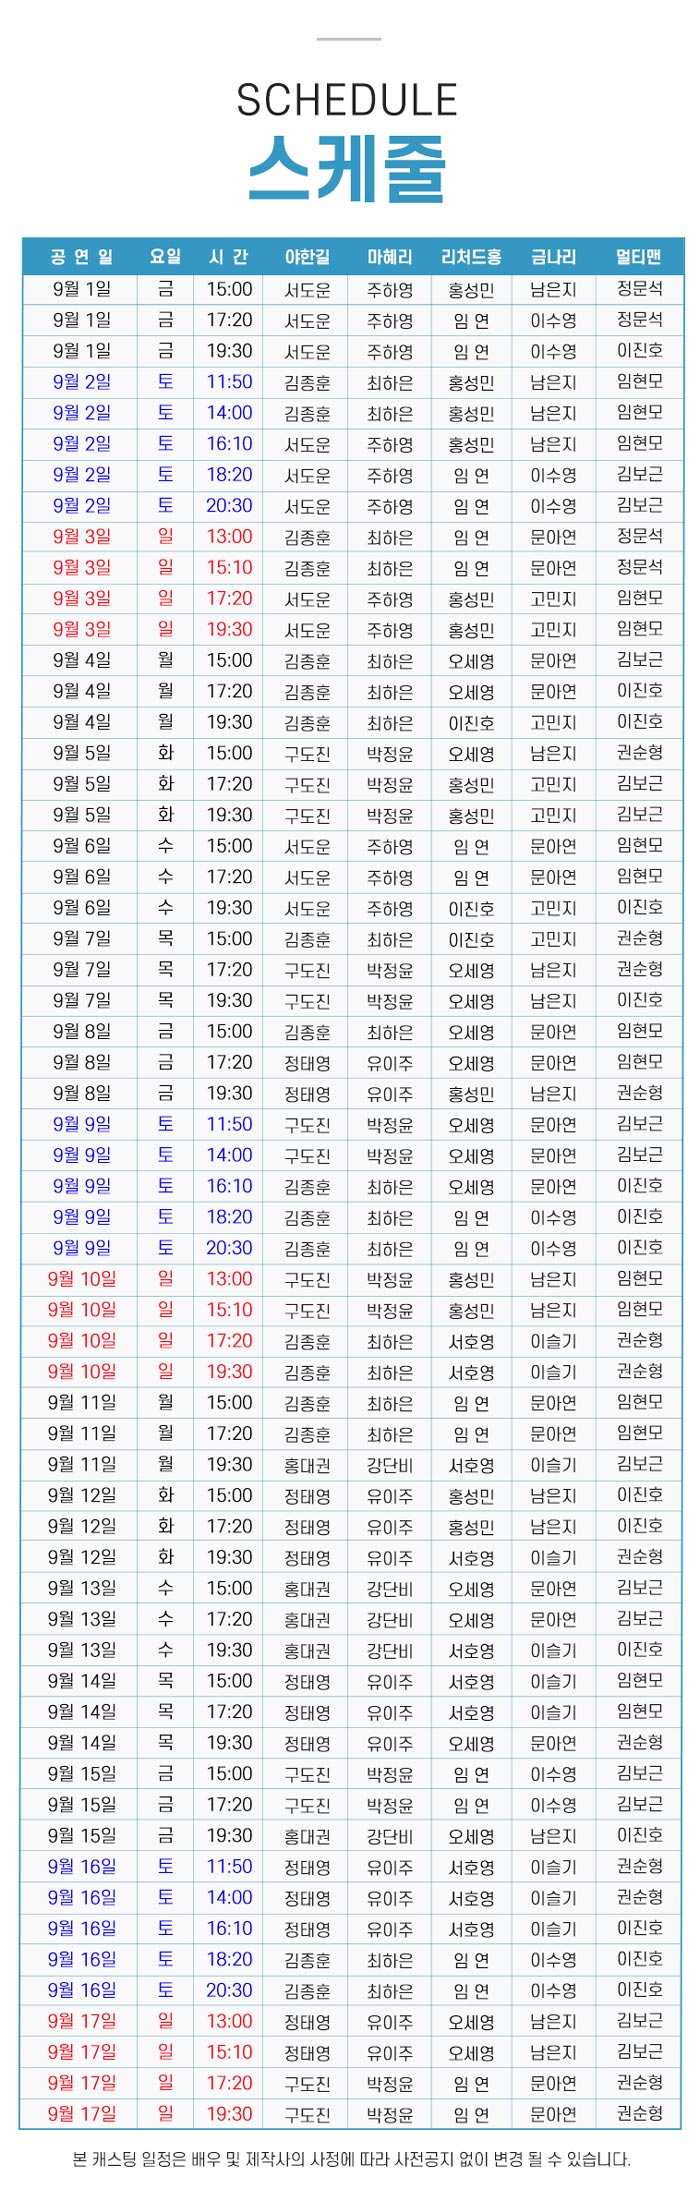 SCHEDULE
스케줄
공 연 일 요일 시 간 야한길 마혜리 리처드홍 금나리 멀티맨
9월 1일 금 15:00 서도운 주하영 홍성민 남은지 정문석
9월 1일 금 17:20 서도운 주하영 임 연 이수영 정문석
9월 1일 금 19:30 서도운 주하영 임 연 이수영 이진호
9월 2일 토 11:50 김종훈 최하은 홍성민 남은지 임현모
9월 2일 토 14:00 김종훈 최하은 홍성민 남은지 임현모
9월 2일 토 16:10 서도운 주하영 홍성민 남은지 임현모
9월 2일 토 18:20 서도운 주하영 임 연 이수영 김보근
9월 2일 토 20:30 서도운 주하영 임 연 이수영 김보근
9월 3일 일 13:00 김종훈 최하은 임 연 문아연 정문석
9월 3일 일 15:10 김종훈 최하은 임 연 문아연 정문석
9월 3일 일 17:20 서도운 주하영 홍성민 고민지 임현모
9월 3일 일 19:30 서도운 주하영 홍성민 고민지 임현모
9월 4일 월 15:00 김종훈 최하은 오세영 문아연 김보근
9월 4일 월 17:20 김종훈 최하은 오세영 문아연 이진호
9월 4일 월 19:30 김종훈 최하은 이진호 고민지 이진호
9월 5일 화 15:00 구도진 박정윤 오세영 남은지 권순형
9월 5일 화 17:20 구도진 박정윤 홍성민 고민지 김보근
9월 5일 화 19:30 구도진 박정윤 홍성민 고민지 김보근
9월 6일 수 15:00 서도운 주하영 임 연 문아연 임현모
9월 6일 수 17:20 서도운 주하영 임 연 문아연 임현모
9월 6일 수 19:30 서도운 주하영 이진호 고민지 이진호
9월 7일 목 15:00 김종훈 최하은 이진호 고민지 권순형
9월 7일 목 17:20 구도진 박정윤 오세영 남은지 권순형
9월 7일 목 19:30 구도진 박정윤 오세영 남은지 이진호
9월 8일 금 15:00 김종훈 최하은 오세영 문아연 임현모
9월 8일 금 17:20 정태영 유이주 오세영 문아연 임현모
9월 8일 금 19:30 정태영 유이주 홍성민 남은지 권순형
9월 9일 토 11:50 구도진 박정윤 오세영 문아연 김보근
9월 9일 토 14:00 구도진 박정윤 오세영 문아연 김보근
9월 9일 토 16:10 김종훈 최하은 오세영 문아연 이진호
9월 9일 토 18:20 김종훈 최하은 임 연 이수영 이진호
9월 9일 토 20:30 김종훈 최하은 임 연 이수영 이진호
9월 10일 일 13:00 구도진 박정윤 홍성민 남은지 임현모
9월 10일 일 15:10 구도진 박정윤 홍성민 남은지 임현모
9월 10일 일 17:20 김종훈 최하은 서호영 이슬기 권순형
9월 10일 일 19:30 김종훈 최하은 서호영 이슬기 권순형
9월 11일 월 15:00 김종훈 최하은 임 연 문아연 임현모
9월 11일 월 17:20 김종훈 최하은 임 연 문아연 임현모
9월 11일 월 19:30 홍대권 강단비 서호영 이슬기 김보근
9월 12일 화 15:00 정태영 유이주 홍성민 남은지 이진호
9월 12일 화 17:20 정태영 유이주 홍성민 남은지 이진호
9월 12일 화 19:30 정태영 유이주 서호영 이슬기 권순형
9월 13일 수 15:00 홍대권 강단비 오세영 문아연 김보근
9월 13일 수 17:20 홍대권 강단비 오세영 문아연 김보근
9월 13일 수 19:30 홍대권 강단비 서호영 이슬기 이진호
9월 14일 목 15:00 정태영 유이주 서호영 이슬기 임현모
9월 14일 목 17:20 정태영 유이주 서호영 이슬기 임현모
9월 14일 목 19:30 정태영 유이주 오세영 문아연 권순형
9월 15일 금 15:00 구도진 박정윤 임 연 이수영 김보근
9월 15일 금 17:20 구도진 박정윤 임 연 이수영 김보근
9월 15일 금 19:30 홍대권 강단비 오세영 남은지 이진호
9월 16일 토 11:50 정태영 유이주 서호영 이슬기 권순형
9월 16일 토 14:00 정태영 유이주 서호영 이슬기 권순형
9월 16일 토 16:10 정태영 유이주 서호영 이슬기 이진호
9월 16일 토 18:20 김종훈 최하은 임 연 이수영 이진호
9월 16일 토 20:30 김종훈 최하은 임 연 이수영 이진호
9월 17일 일 13:00 정태영 유이주 오세영 남은지 김보근
9월 17일 일 15:10 정태영 유이주 오세영 남은지 김보근
9월 17일 일 17:20 구도진 박정윤 임 연 문아연 권순형
9월 17일 일 19:30 구도진 박정윤 임 연 문아연 권순형
본 캐스팅 일정은 배우 및 제작사의 사정에 따라 사전공지 없이 변경 될 수 있습니다.